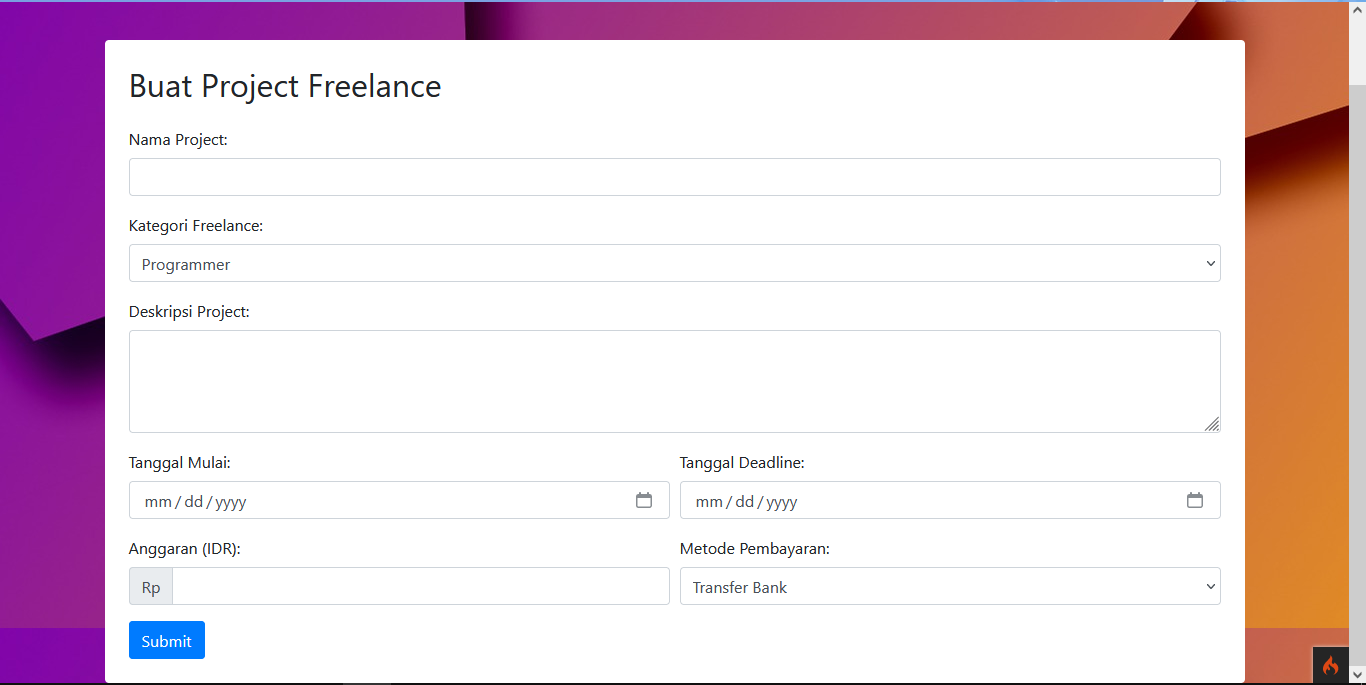 Buat Project Freelance
Nama Project:
Kategori Freelance:
Programmer
Deskripsi Project:
Tanggal Mulai: Tanggal Deadline:
mm/dd/yyyy mm/dd/yyyy
Anggaran (IDR): Metode Pembayaran:
Rp Transfer Bank
Submit